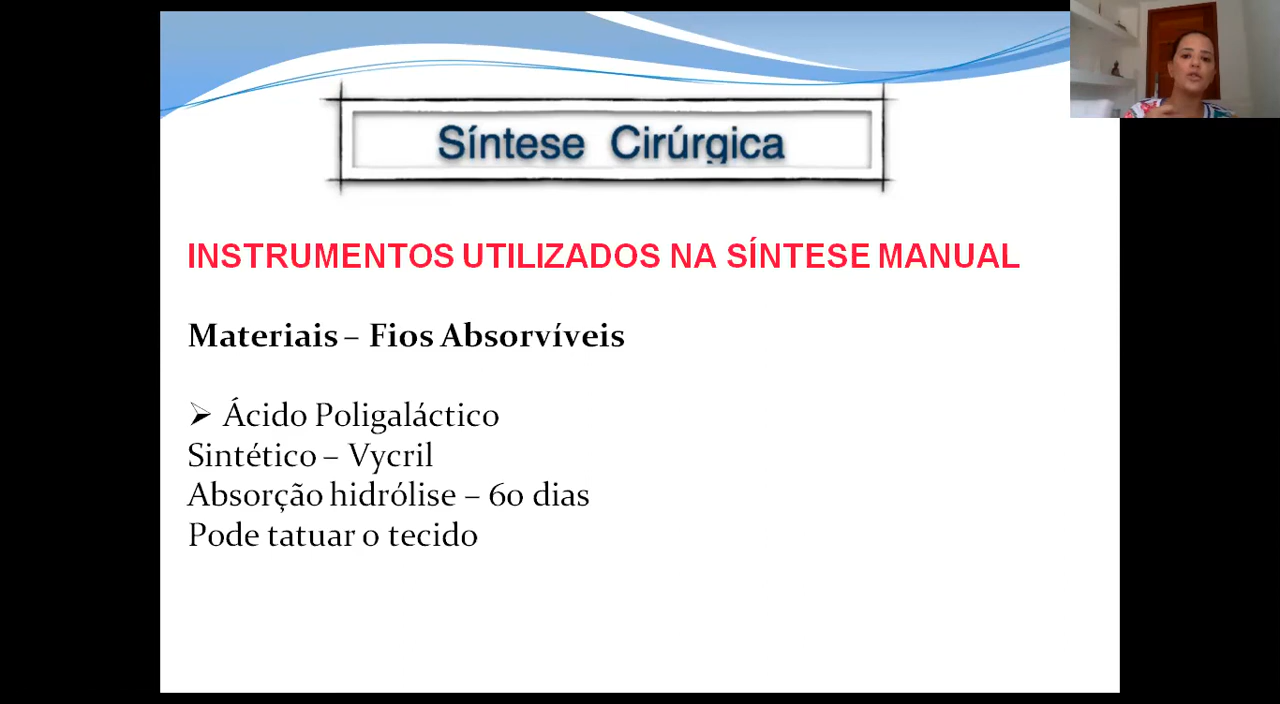 Síntese Cirúrgica
INSTRUMENTOS UTILIZADOS NA SÍNTESE MANUAL
Materiais – Fios Absorvíveis
➢ Ácido Poligaláctico
Sintético – Vycril
Absorção hidrólise – 60 dias
Pode tatuar o tecido